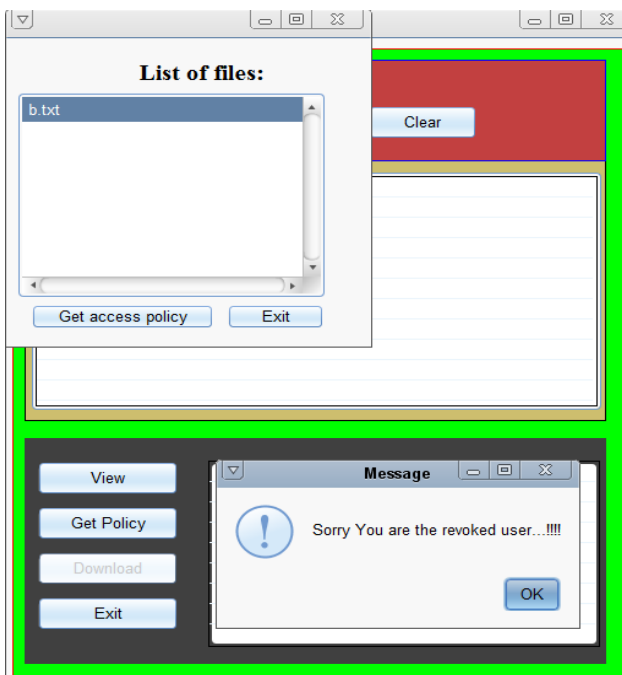 List of files:
b.txt
Clear
Get access policy
Exit
View
Get Policy
Download
Exit
Message
Sorry You are the revoked user...!!!!
OK